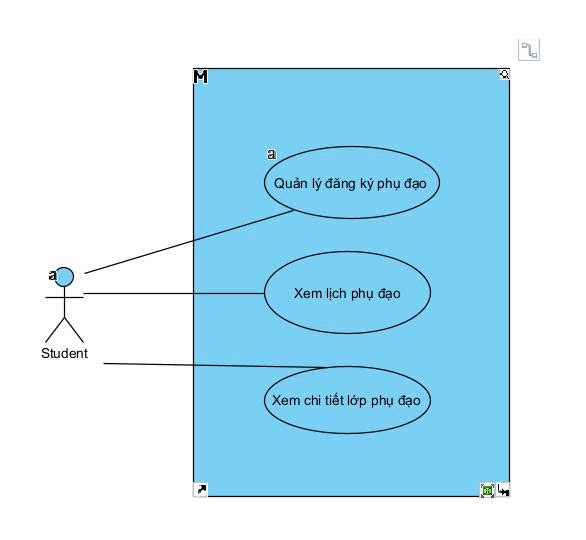 M
a
Quản lý đăng ký phụ đạo
a
Xem lịch phụ đạo
Student
Xem chi tiết lớp phụ đạo